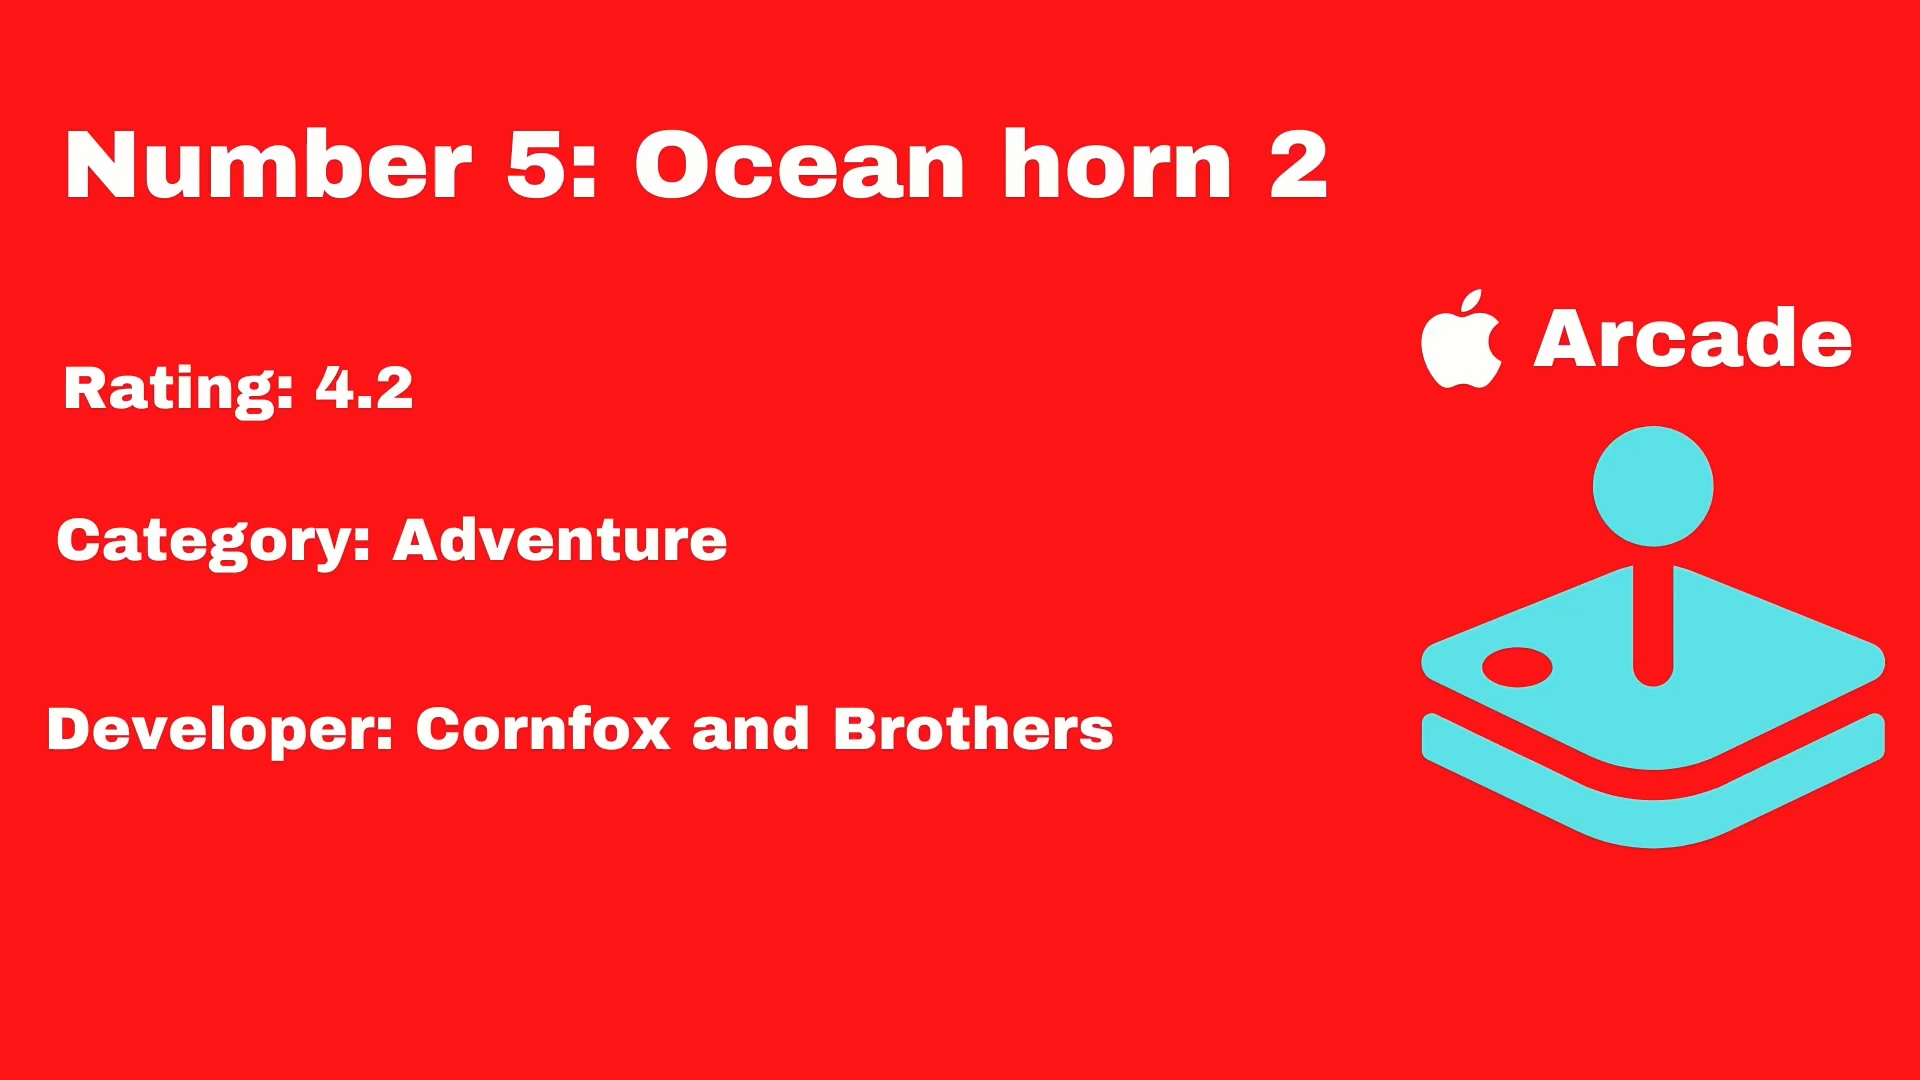 Number 5: Ocean horn 2
Arcade
Rating: 4.2
Category: Adventure
Developer: Cornfox and Brothers